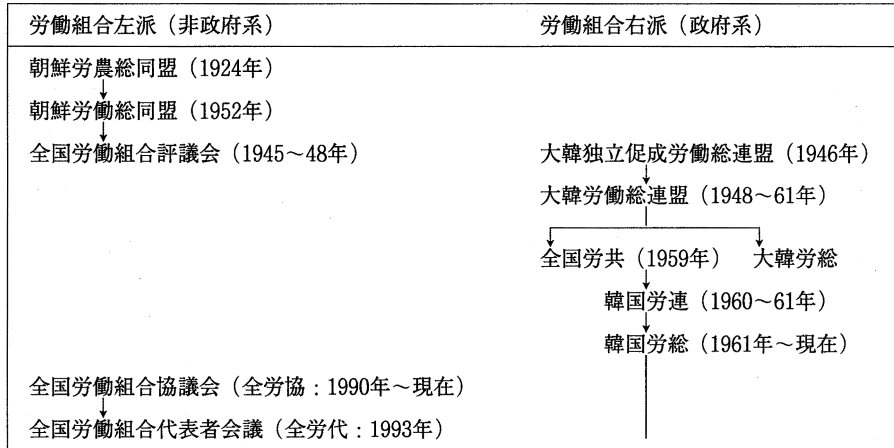 労働組合左派（非政府系） 労働組合右派（政府系）
朝鮮労農総同盟（1924年）
朝鮮労働総同盟（1952年）
全国労働組合評議会（1945～48年） 大韓独立促成労働総連盟（1946年）
大韓労働総連盟（1948～61年）
全国労共（1959年） 大韓労総
韓国労連（1960～61年）
韓国労総（1961年～現在）
全国労働組合協議会（全労協：1990年～現在）
全国労働組合代表者会議（全労代：1993年）